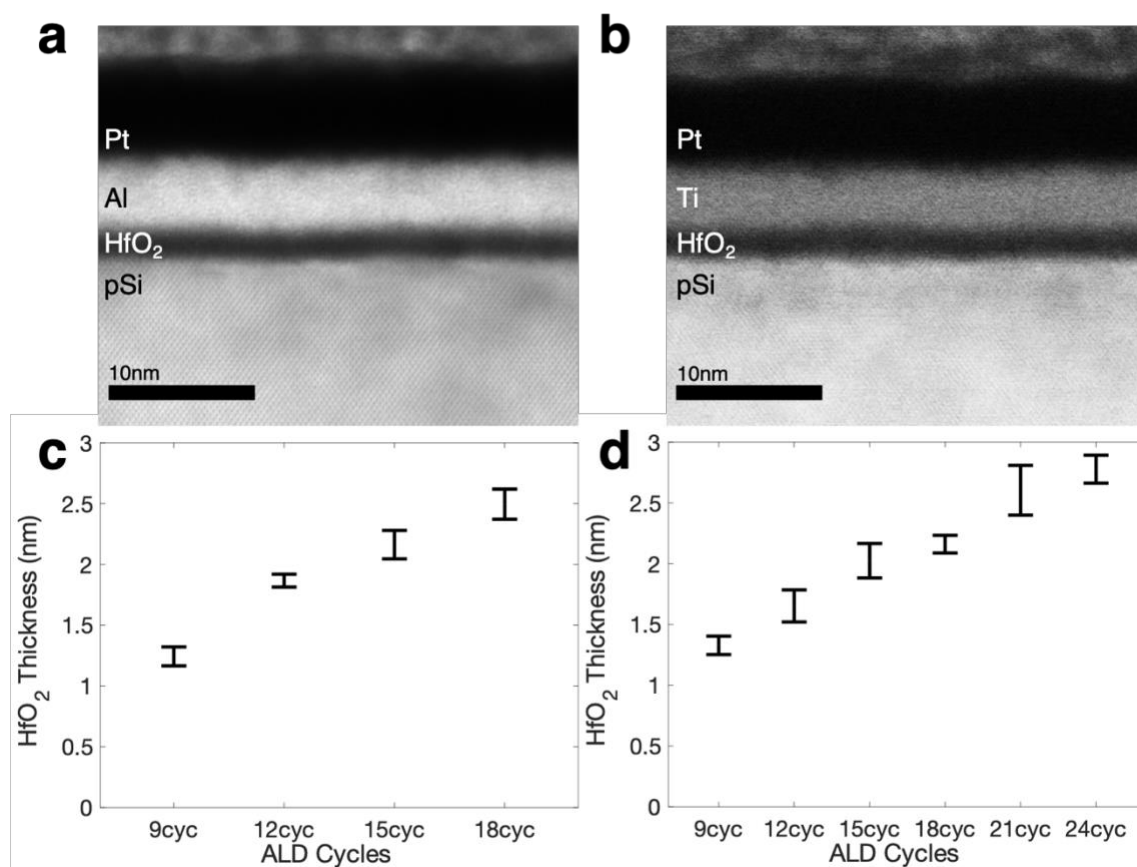 a
Pt
Al
HfO₂
pSi
10nm
b
Pt
Ti
HfO₂
pSi
10nm
c
3
2.5
2
1.5
1
0.5
0
HfO₂ Thickness (nm)
9cyc 12cyc 15cyc 18cyc
ALD Cycles
d
3
2.5
2
1.5
1
0.5
0
HfO₂ Thickness (nm)
9cyc 12cyc 15cyc 18cyc 21cyc 24cyc
ALD Cycles